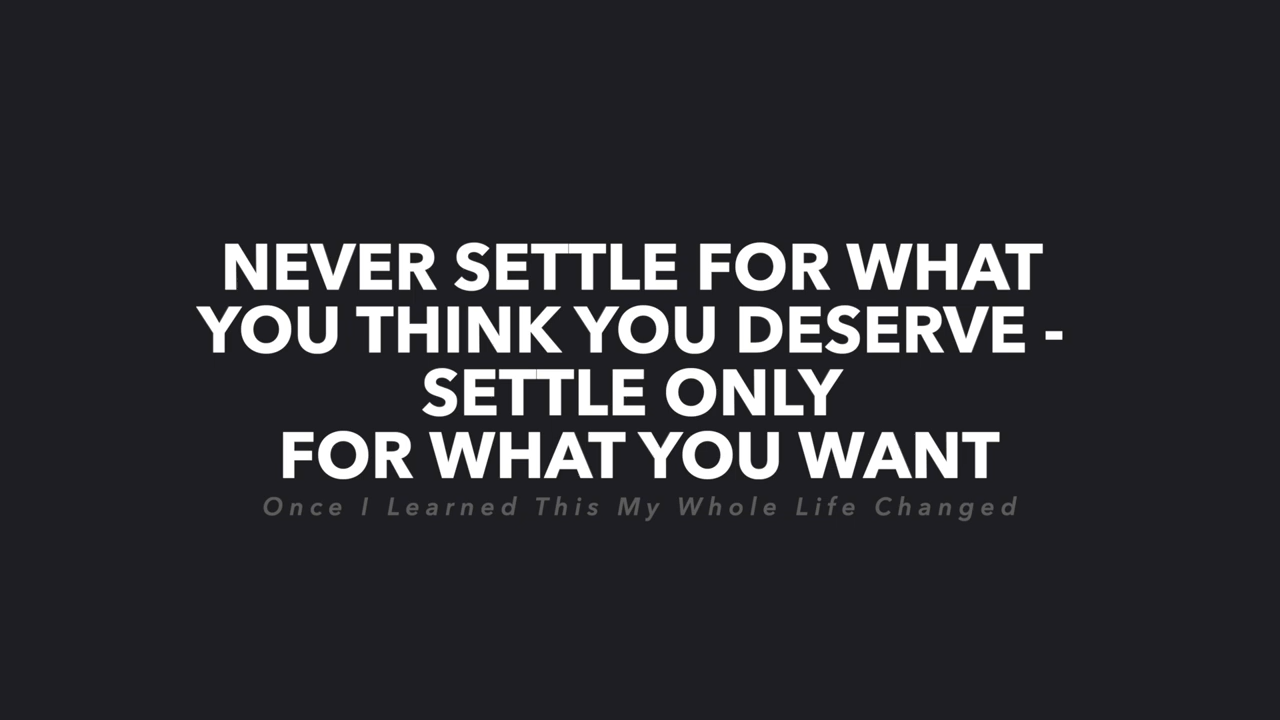 NEVER SETTLE FOR WHAT
YOU THINK YOU DESERVE -
SETTLE ONLY
FOR WHAT YOU WANT
Once I Learned This My Whole Life Changed